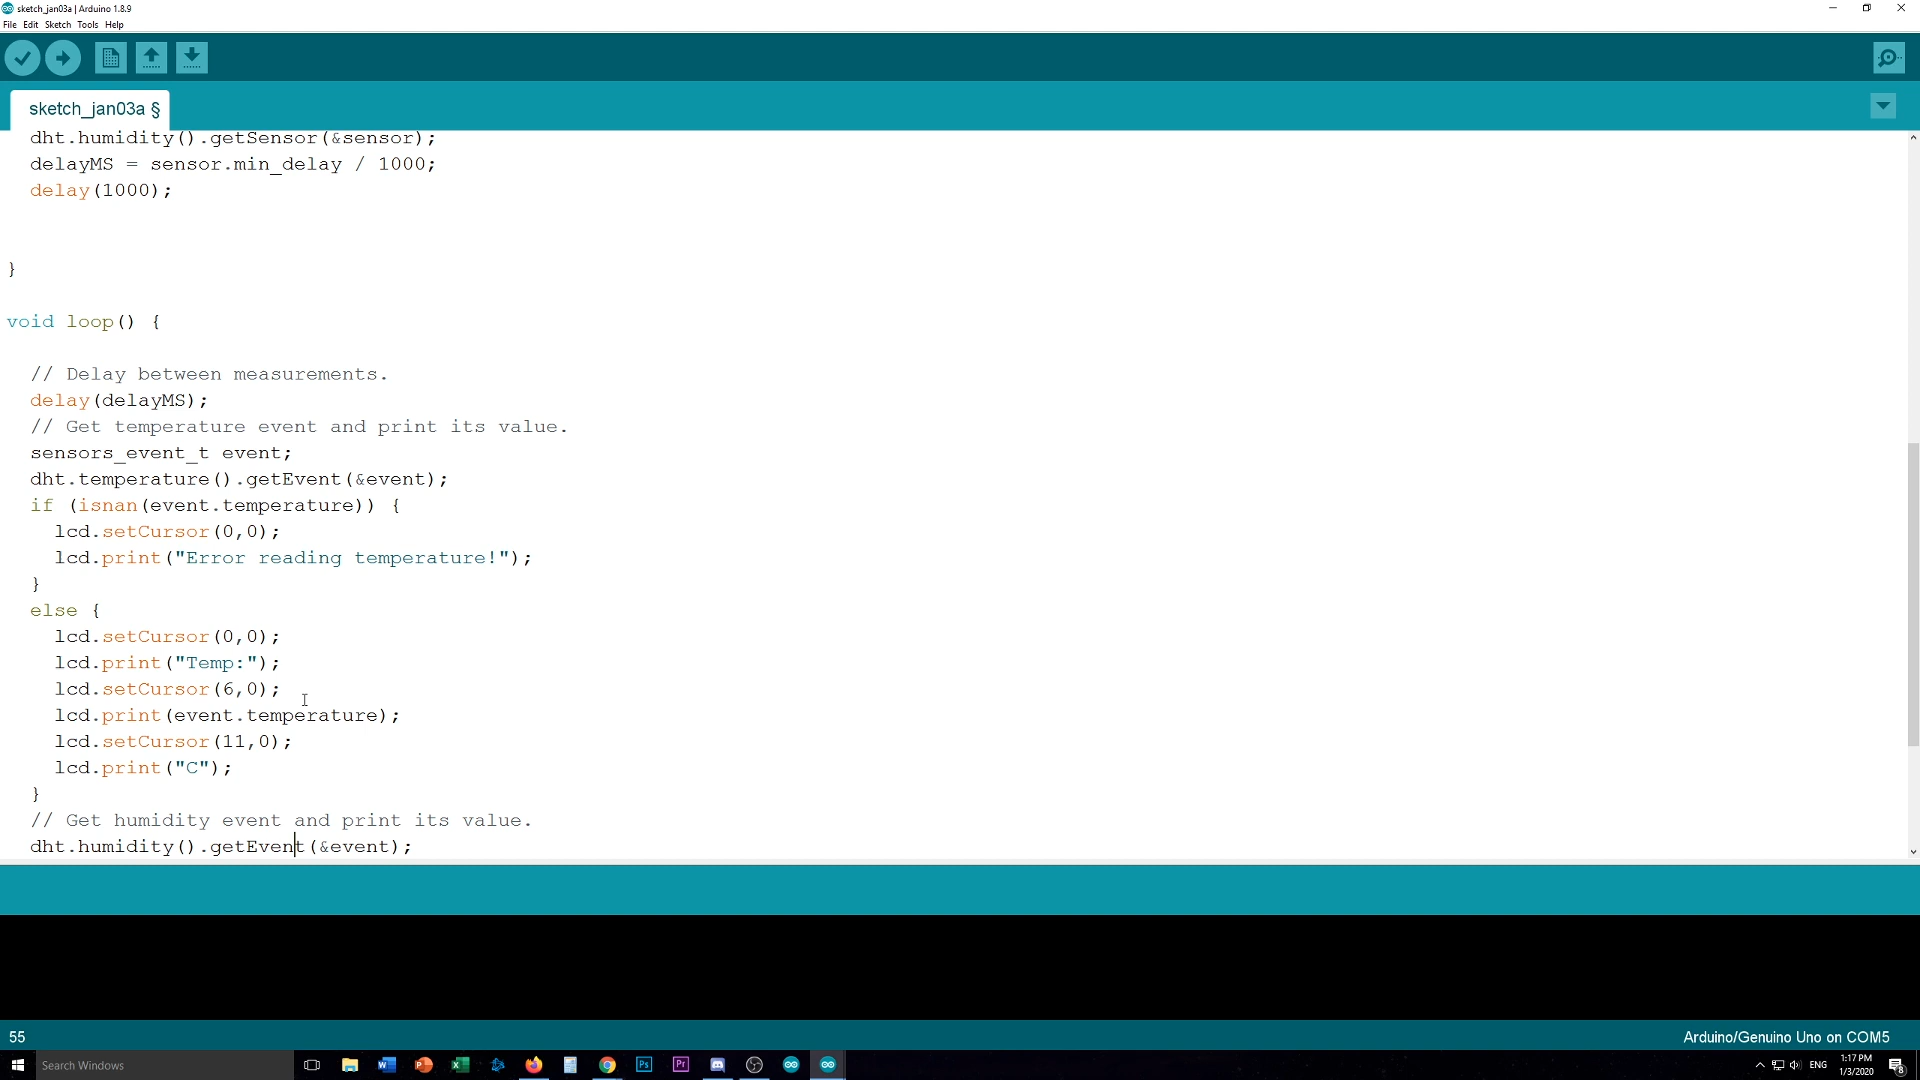 sketch_jan03a | Arduino 1.8.9
File Edit Sketch Tools Help
sketch_jan03a §
dht.humidity().getSensor(&sensor);
delayMS = sensor.min_delay / 1000;
delay(1000);
}
void loop() {
// Delay between measurements.
delay(delayMS);
// Get temperature event and print its value.
sensors_event_t event;
dht.temperature().getEvent(&event);
if (isnan(event.temperature)) {
lcd.setCursor(0,0);
lcd.print("Error reading temperature!");
}
else {
lcd.setCursor(0,0);
lcd.print("Temp:");
lcd.setCursor(6,0);
lcd.print(event.temperature);
lcd.setCursor(11,0);
lcd.print("C");
}
// Get humidity event and print its value.
dht.humidity().getEvent(&event);
55
Arduino/Genuino Uno on COM5
Search Windows
Ps
Pr
ENG
1:17 PM
1/3/2020